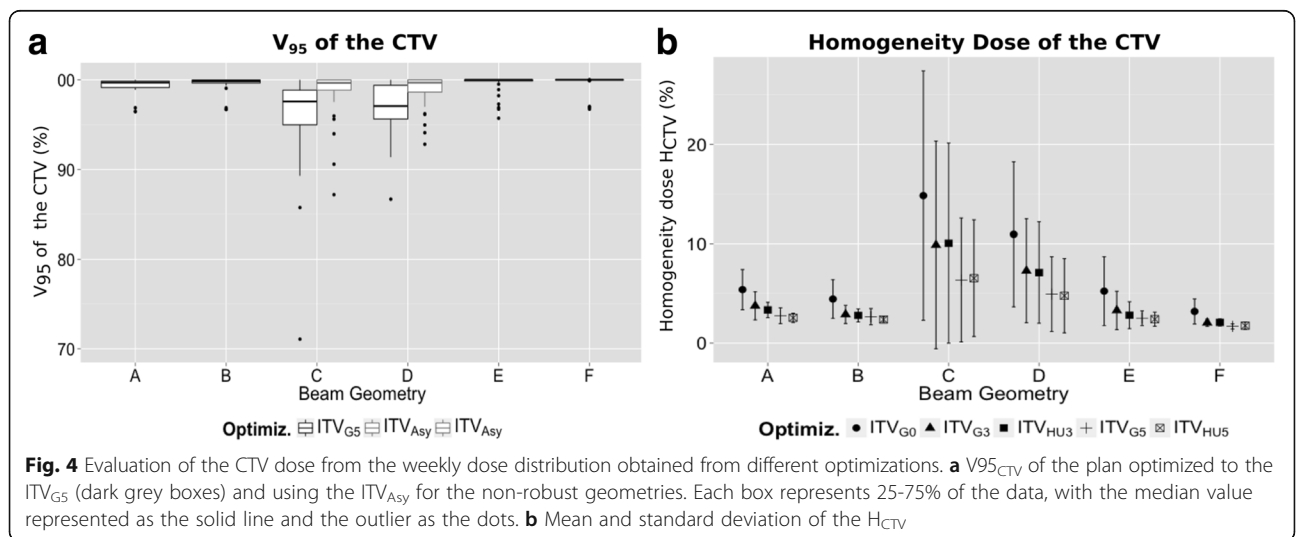 a
V95 of the CTV
V95 of the CTV (%)
00
90
80
70
A B C D E F
Beam Geometry
Optimiz. ITVG5 ITVAsy ITVAsy
b
Homogeneity Dose of the CTV
Homogeneity dose HCTV (%)
20
10
0
A B C D E F
Beam Geometry
Optimiz. ITVG0 ITVG3 ITVHU3 ITVG5 ITVHU5
Fig. 4 Evaluation of the CTV dose from the weekly dose distribution obtained from different optimizations. a V95CTV of the plan optimized to the
ITVG5 (dark grey boxes) and using the ITVAsy for the non-robust geometries. Each box represents 25-75% of the data, with the median value
represented as the solid line and the outlier as the dots. b Mean and standard deviation of the HCTV